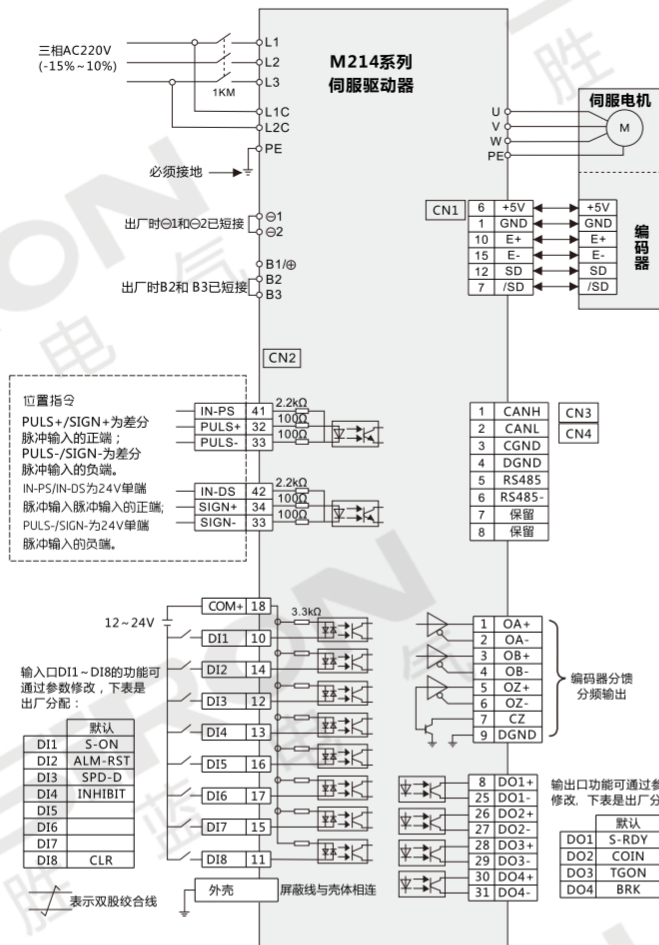 三相AC220V
(-15%~10%)
1KM
L1
L2
L3
L1C
L2C
PE
必须接地
M214系列
伺服驱动器
U
V
W
PE
伺服电机
M
出厂时⊖1和⊖2已短接
⊖1
⊖2
B1/⊕
B2
B3
出厂时B2和 B3已短接
CN1
6 +5V +5V
1 GND GND
10 E+ E+
15 E- E-
12 SD SD
7 /SD /SD
编码器
CN2
位置指令
PULS+/SIGN+为差分
脉冲输入的正端；
PULS-/SIGN-为差分
脉冲输入的负端。
IN-PS/IN-DS为24V单端
脉冲输入脉冲输入的正端;
PULS-/SIGN-为24V单端
脉冲输入的负端。
IN-PS 41 2.2kΩ
PULS+ 32 100Ω
PULS- 33 100Ω
IN-DS 42 2.2kΩ
SIGN+ 34 100Ω
SIGN- 33 100Ω
1 CANH CN3
2 CANL CN4
3 CGND
4 DGND
5 RS485
6 RS485-
7 保留
8 保留
12~24V
COM+ 18
3.3kΩ
DI1 10
DI2 14
DI3 12
DI4 13
DI5 16
DI6 17
DI7 15
DI8 11
外壳
屏蔽线与壳体相连
输入口DI1~DI8的功能可
通过参数修改，下表是
出厂分配：
默认
DI1 S-ON
DI2 ALM-RST
DI3 SPD-D
DI4 INHIBIT
DI5
DI6
DI7
DI8 CLR
表示双股绞合线
1 OA+
2 OA-
3 OB+
4 OB-
5 OZ+
6 OZ-
7 CZ
9 DGND
编码器分馈
分频输出
8 DO1+
25 DO1-
26 DO2+
27 DO2-
28 DO3+
29 DO3-
30 DO4+
31 DO4-
输出口功能可通过参
修改, 下表是出厂分
默认
DO1 S-RDY
DO2 COIN
DO3 TGON
DO4 BRK